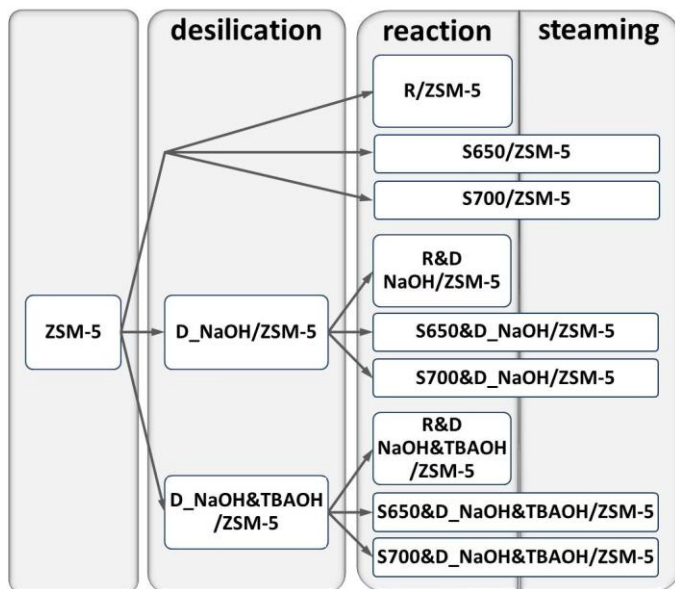 desilication
reaction
steaming
R/ZSM-5
S650/ZSM-5
S700/ZSM-5
ZSM-5
D_NaOH/ZSM-5
R&D
NaOH/ZSM-5
S650&D_NaOH/ZSM-5
S700&D_NaOH/ZSM-5
D_NaOH&TBAOH
/ZSM-5
R&D
NaOH&TBAOH
/ZSM-5
S650&D_NaOH&TBAOH/ZSM-5
S700&D_NaOH&TBAOH/ZSM-5